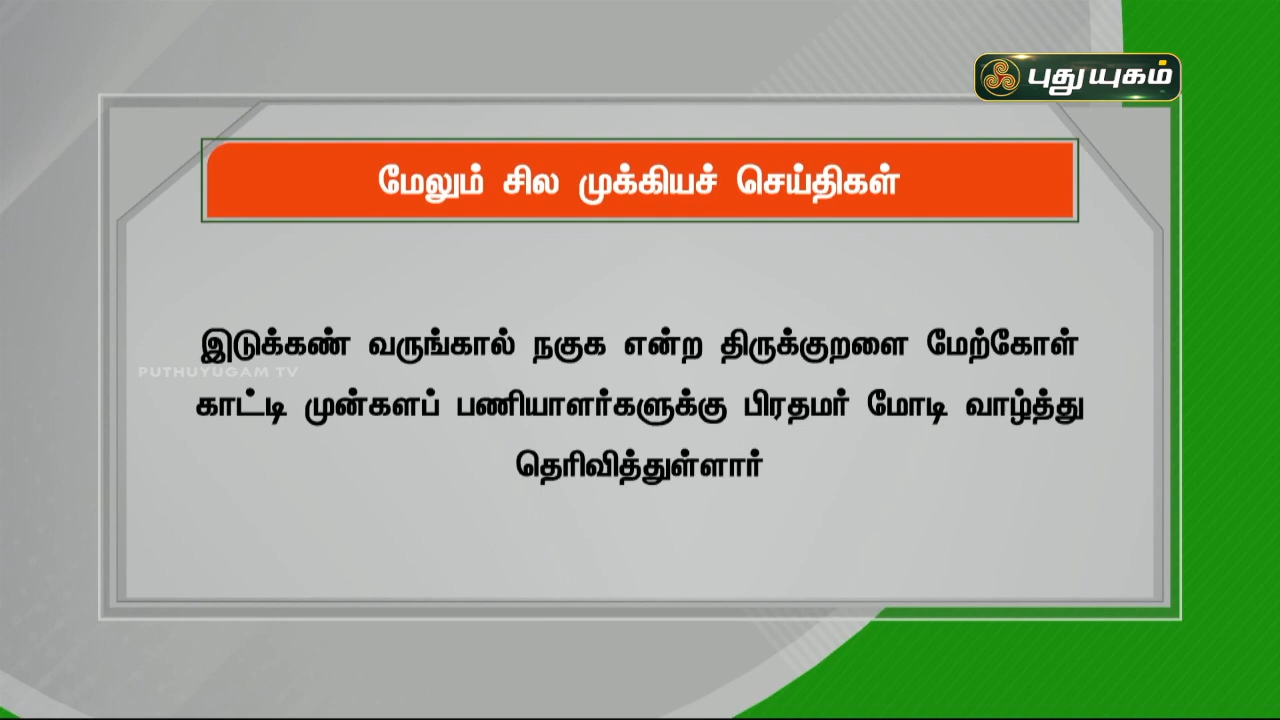 புதுயுகம்
மேலும் சில முக்கியச் செய்திகள்
இடுக்கண் வருங்கால் நகுக என்ற திருக்குறளை மேற்கோள்
PUTHUYUGAM TV
காட்டி முன்களப் பணியாளர்களுக்கு பிரதமர் மோடி வாழ்த்து
தெரிவித்துள்ளார்